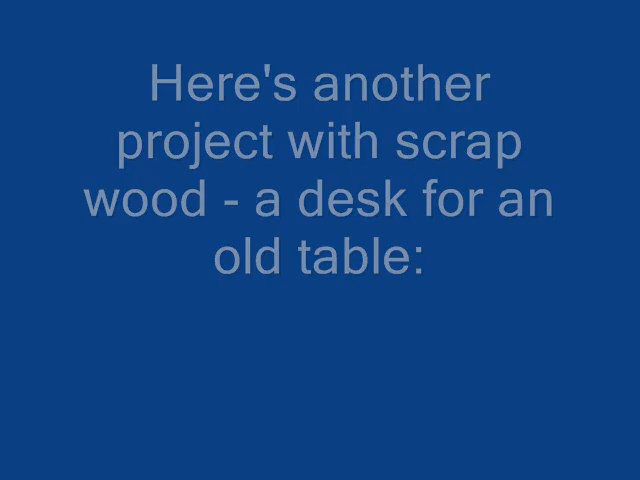 Here's another
project with scrap
wood - a desk for an
old table: